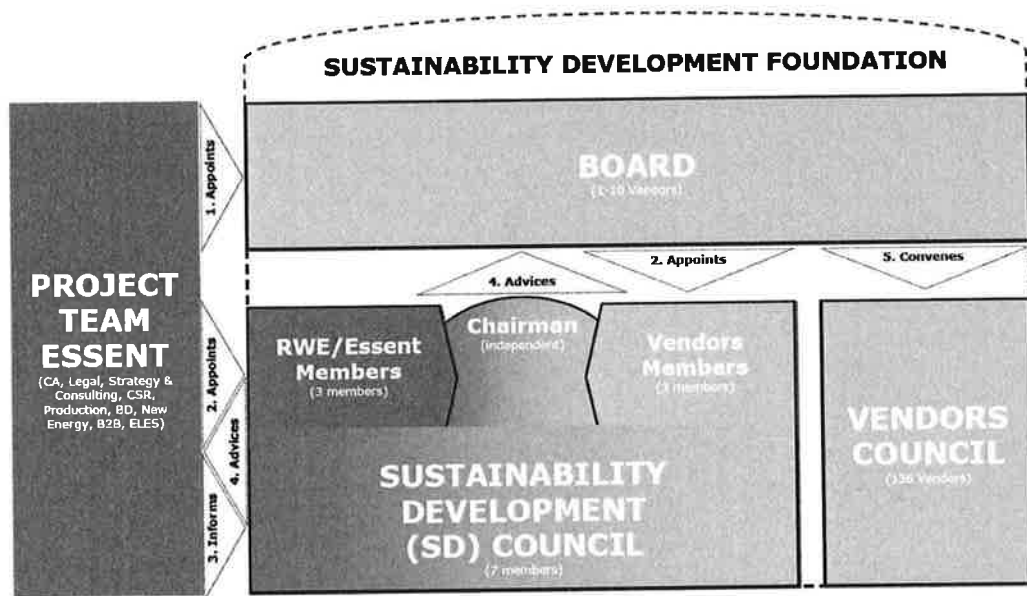 SUSTAINABILITY DEVELOPMENT FOUNDATION
1. Appoints
BOARD
(1-10 Vendors)
PROJECT
TEAM
ESSENT
(CA, Legal, Strategy &
Consulting, CSR,
Production, BD, New
Energy, B2B, ELES)
2. Appoints
4. Advices
3. Informs
4. Advices
2. Appoints
5. Convenes
RWE/Essent
Members
(3 members)
Chairman
(independent)
Vendors
Members
(3 members)
SUSTAINABILITY
DEVELOPMENT
(SD) COUNCIL
(7 members)
VENDORS
COUNCIL
(136 Vendors)